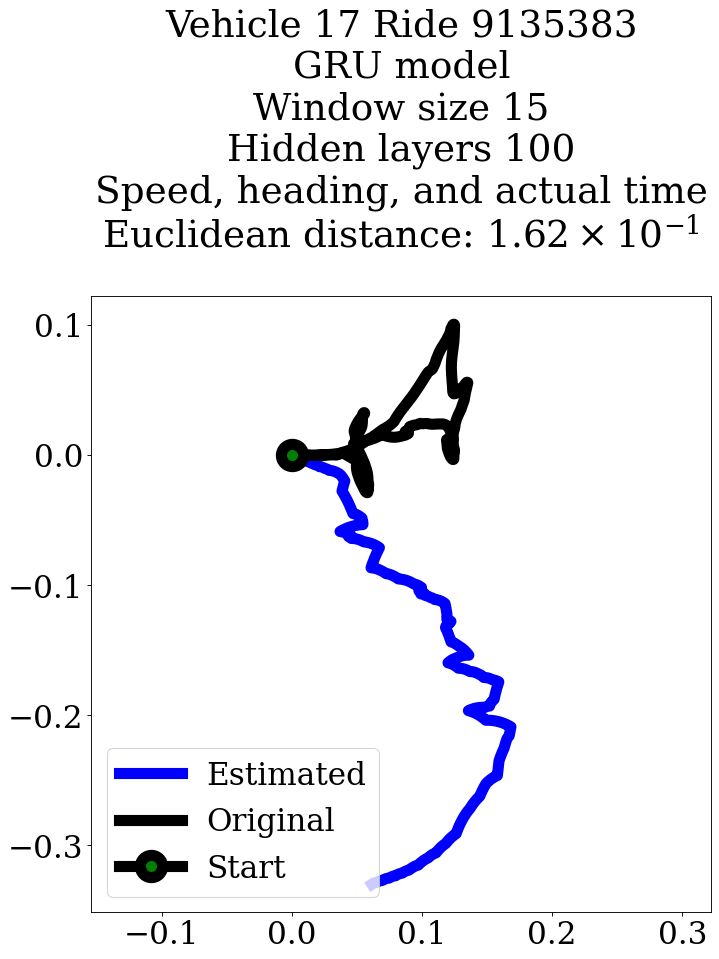 Vehicle 17 Ride 9135383
GRU model
Window size 15
Hidden layers 100
Speed, heading, and actual time
Euclidean distance: 1.62 × 10⁻¹
0.1
0.0
−0.1
−0.2
−0.3
Estimated
Original
Start
−0.1 0.0 0.1 0.2 0.3